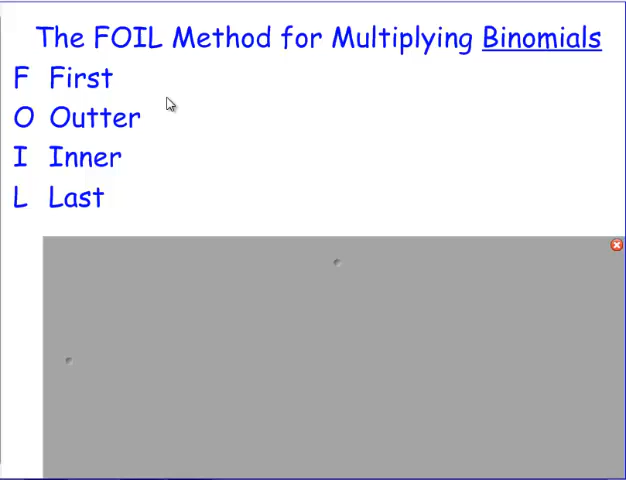 The FOIL Method for Multiplying Binomials
F First
O Outter
I Inner
L Last